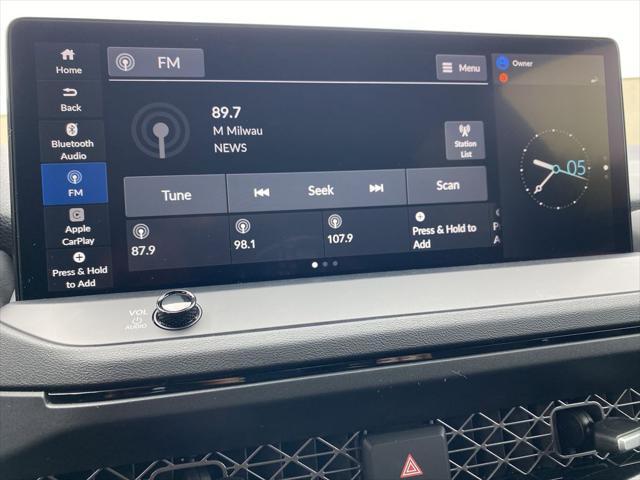 Home
FM
Menu
Owner
Back
89.7
M Milwau
NEWS
Bluetooth
Audio
Station
List
05
FM
Tune
Seek
Scan
Apple
CarPlay
87.9
98.1
107.9
Press & Hold to
Add
Press & Hold
to Add
VOL
AUDIO